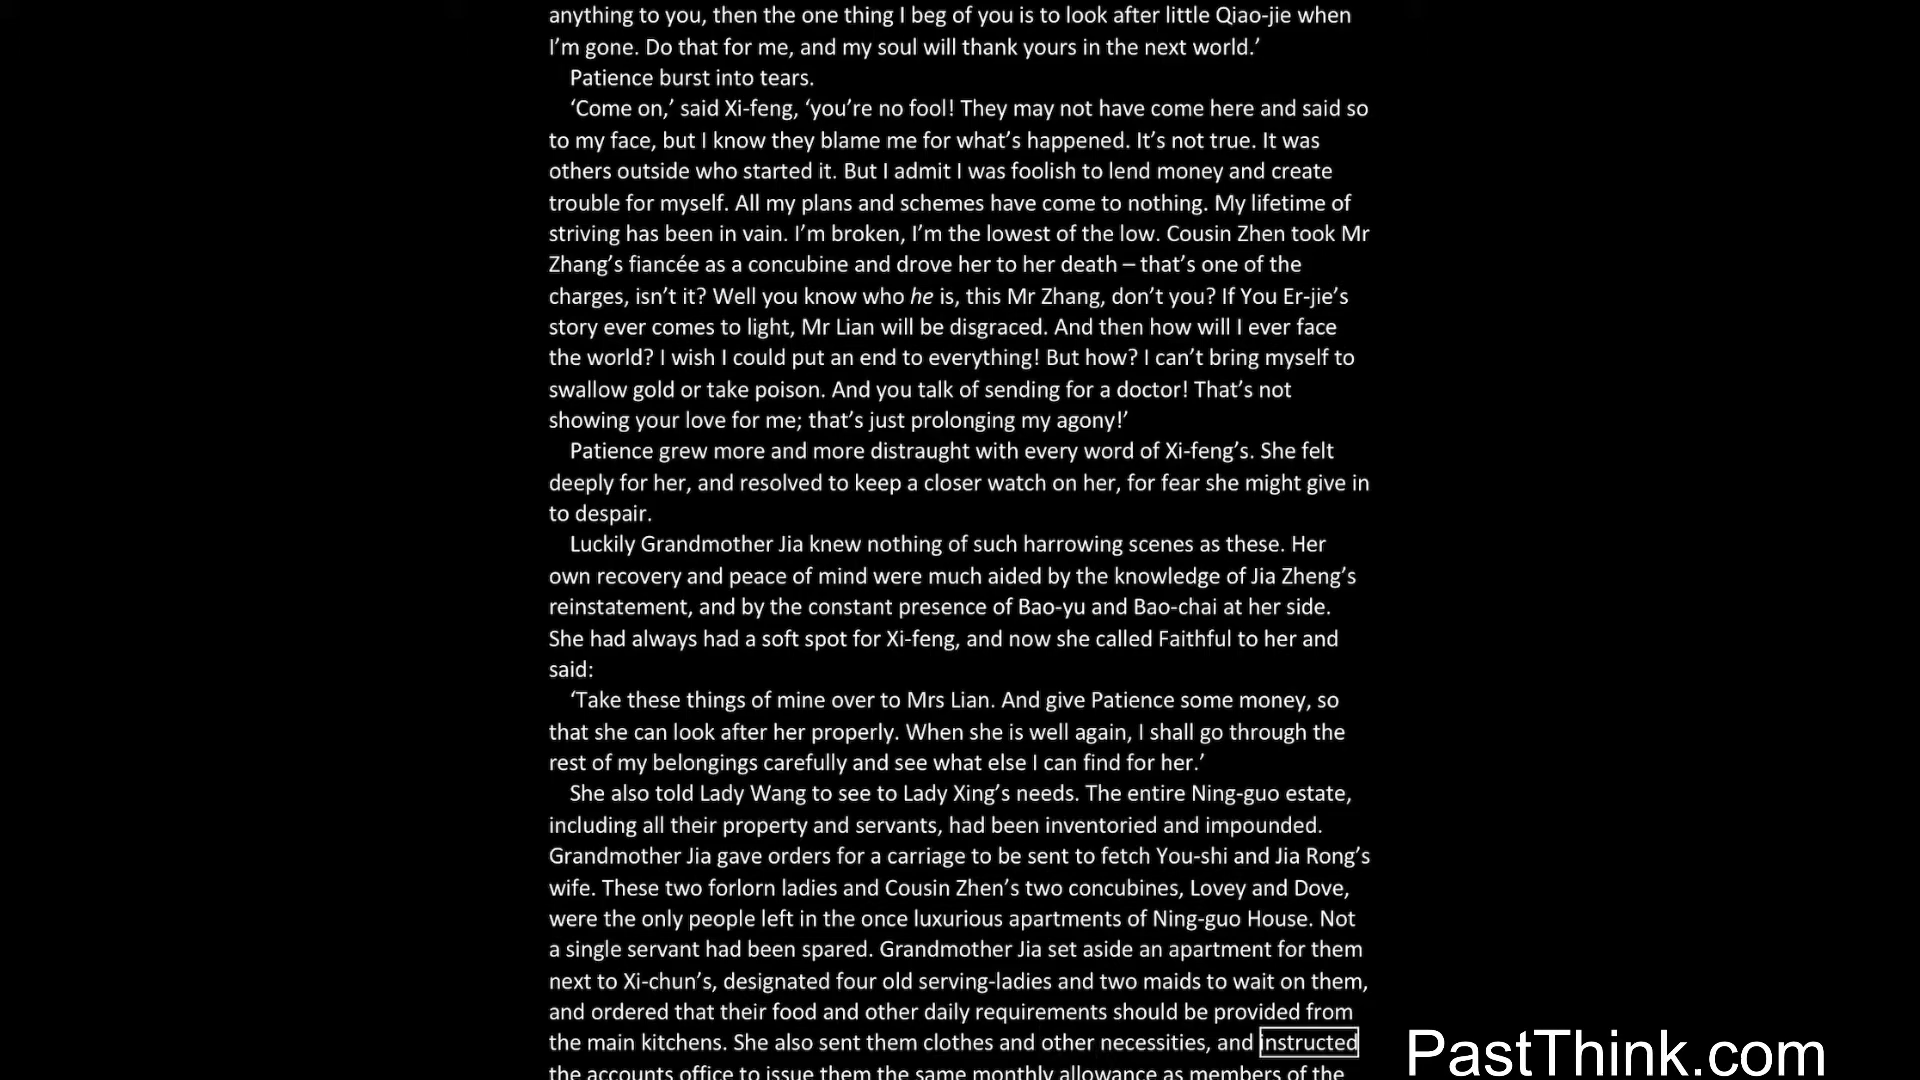 anything to you, then the one thing I beg of you is to look after little Qiao-jie when
I’m gone. Do that for me, and my soul will thank yours in the next world.’
Patience burst into tears.
‘Come on,’ said Xi-feng, ‘you’re no fool! They may not have come here and said so
to my face, but I know they blame me for what’s happened. It’s not true. It was
others outside who started it. But I admit I was foolish to lend money and create
trouble for myself. All my plans and schemes have come to nothing. My lifetime of
striving has been in vain. I’m broken, I’m the lowest of the low. Cousin Zhen took Mr
Zhang’s fiancée as a concubine and drove her to her death – that’s one of the
charges, isn’t it? Well you know who he is, this Mr Zhang, don’t you? If You Er-jie’s
story ever comes to light, Mr Lian will be disgraced. And then how will I ever face
the world? I wish I could put an end to everything! But how? I can’t bring myself to
swallow gold or take poison. And you talk of sending for a doctor! That’s not
showing your love for me; that’s just prolonging my agony!’
Patience grew more and more distraught with every word of Xi-feng’s. She felt
deeply for her, and resolved to keep a closer watch on her, for fear she might give in
to despair.
Luckily Grandmother Jia knew nothing of such harrowing scenes as these. Her
own recovery and peace of mind were much aided by the knowledge of Jia Zheng’s
reinstatement, and by the constant presence of Bao-yu and Bao-chai at her side.
She had always had a soft spot for Xi-feng, and now she called Faithful to her and
said:
‘Take these things of mine over to Mrs Lian. And give Patience some money, so
that she can look after her properly. When she is well again, I shall go through the
rest of my belongings carefully and see what else I can find for her.’
She also told Lady Wang to see to Lady Xing’s needs. The entire Ning-guo estate,
including all their property and servants, had been inventoried and impounded.
Grandmother Jia gave orders for a carriage to be sent to fetch You-shi and Jia Rong’s
wife. These two forlorn ladies and Cousin Zhen’s two concubines, Lovey and Dove,
were the only people left in the once luxurious apartments of Ning-guo House. Not
a single servant had been spared. Grandmother Jia set aside an apartment for them
next to Xi-chun’s, designated four old serving-ladies and two maids to wait on them,
and ordered that their food and other daily requirements should be provided from
the main kitchens. She also sent them clothes and other necessities, and instructed
the accounts office to issue them the same monthly allowance as members of the
PastThink.com